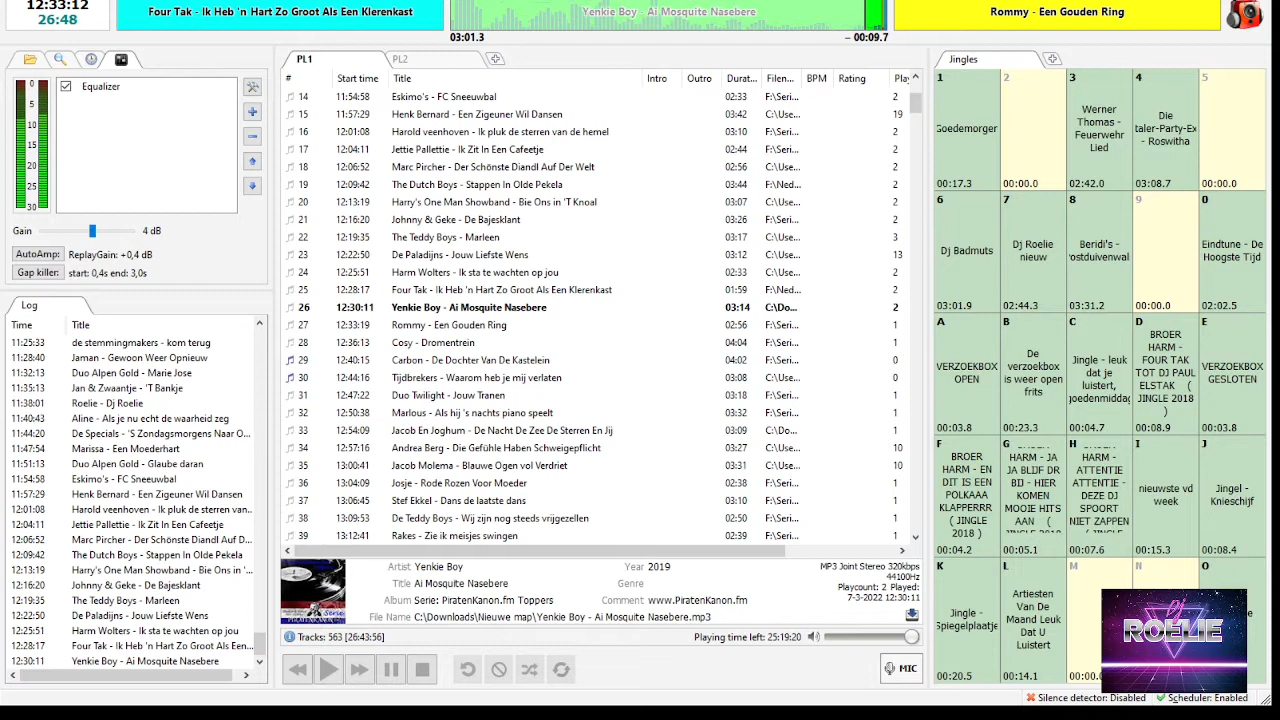 12:33:12
26:48
Four Tak - Ik Heb 'n Hart Zo Groot Als Een Klerenkast
Yenkie Boy - Ai Mosquite Nasebere
Rommy - Een Gouden Ring
03:01.3
– 00:09.7
Equalizer
0
5
10
15
20
25
30
Gain
4 dB
AutoAmp: ReplayGain: +0,4 dB
Gap killer: start: 0,4s end: 3,0s
Log
Time Title
11:25:33 de stemmingmakers - kom terug
11:28:40 Jaman - Gewoon Weer Opnieuw
11:32:13 Duo Alpen Gold - Marie Jose
11:35:13 Jan & Zwaantje - 'T Bankje
11:38:01 Roelie - Dj Roelie
11:40:43 Aline - Als je nu echt de waarheid zeg
11:44:20 De Specials - 'S Zondagsmorgens Naar O...
11:47:54 Marissa - Een Moederhart
11:51:13 Duo Alpen Gold - Glaube daran
11:54:58 Eskimo's - FC Sneeuwbal
11:57:29 Henk Bernard - Een Zigeuner Wil Dansen
12:01:08 Harold veenhoven - Ik pluk de sterren van...
12:04:11 Jettie Pallettie - Ik Zit In Een Cafeetje
12:06:52 Marc Pircher - Der Schönste Diandl Auf D...
12:09:42 The Dutch Boys - Stappen In Olde Pekela
12:13:19 Harry's One Man Showband - Bie Ons in '...
12:16:20 Johnny & Geke - De Bajesklant
12:19:35 The Teddy Boys - Marleen
12:22:50 De Paladijns - Jouw Liefste Wens
12:25:51 Harm Wolters - Ik sta te wachten op jou
12:28:17 Four Tak - Ik Heb 'n Hart Zo Groot Als Een...
12:30:11 Yenkie Boy - Ai Mosquite Nasebere
PL1 PL2
# Start time Title Intro Outro Durat... Filen... BPM Rating Play
14 11:54:58 Eskimo's - FC Sneeuwbal 02:33 F:\Seri... 2
15 11:57:29 Henk Bernard - Een Zigeuner Wil Dansen 03:42 C:\Use... 19
16 12:01:08 Harold veenhoven - Ik pluk de sterren van de hemel 03:10 F:\Seri... 2
17 12:04:11 Jettie Pallettie - Ik Zit In Een Cafeetje 02:44 F:\Seri... 2
18 12:06:52 Marc Pircher - Der Schönste Diandl Auf Der Welt 02:56 C:\Use... 2
19 12:09:42 The Dutch Boys - Stappen In Olde Pekela 03:44 F:\Ned... 2
20 12:13:19 Harry's One Man Showband - Bie Ons in 'T Knoal 03:07 C:\Use... 2
21 12:16:20 Johnny & Geke - De Bajesklant 03:26 C:\Use... 2
22 12:19:35 The Teddy Boys - Marleen 03:17 C:\Use... 3
23 12:22:50 De Paladijns - Jouw Liefste Wens 03:12 C:\Use... 13
24 12:25:51 Harm Wolters - Ik sta te wachten op jou 02:33 C:\Use... 2
25 12:28:17 Four Tak - Ik Heb 'n Hart Zo Groot Als Een Klerenkast 01:59 F:\Seri... 2
26 12:30:11 Yenkie Boy - Ai Mosquite Nasebere 03:14 C:\Do... 2
27 12:33:19 Rommy - Een Gouden Ring 02:56 F:\Seri... 1
28 12:36:13 Cosy - Dromentrein 04:04 F:\Seri... 1
29 12:40:15 Carbon - De Dochter Van De Kastelein 04:02 F:\Seri... 0
30 12:44:16 Tijdbrekers - Waarom heb je mij verlaten 03:08 F:\Seri... 0
31 12:47:22 Duo Twilight - Jouw Tranen 03:18 F:\Seri... 1
32 12:50:38 Marlous - Als hij 's nachts piano speelt 03:32 F:\Seri... 1
33 12:54:09 Jacob En Joghum - De Nacht De Zee De Sterren En Jij 03:09 C:\Do... 1
34 12:57:16 Andrea Berg - Die Gefühle Haben Schweigepflicht 03:27 C:\Use... 10
35 13:00:41 Jacob Molema - Blauwe Ogen vol Verdriet 03:31 C:\Use... 10
36 13:04:09 Josje - Rode Rozen Voor Moeder 02:38 F:\Seri... 1
37 13:06:45 Stef Ekkel - Dans de laatste dans 03:10 F:\Seri... 1
38 13:09:53 De Teddy Boys - Wij zijn nog steeds vrijgezellen 02:50 F:\Seri... 1
39 13:12:41 Rakes - Zie ik meisjes swingen 02:39 F:\Seri... 1
Artist Yenkie Boy Year 2019
Title Ai Mosquite Nasebere Genre
Album Serie: PiratenKanon.fm Toppers Comment www.PiratenKanon.fm
File Name C:\Downloads\Nieuwe map\Yenkie Boy - Ai Mosquite Nasebere.mp3
MP3 Joint Stereo 320kbps
44100Hz
Playcount: 2 Played:
7-3-2022 12:30:11
Tracks: 563 (26:43:56)
Playing time left: 25:19:20
MIC
Jingles
1 2 3 4 5
Goedemorger
Werner Thomas - Feuerwehr Lied
Die
taler-Party-Ex
- Roswitha
00:17.3 00:00.0 02:42.0 03:08.7 00:00.0
6 7 8 9 0
Dj Badmuts
Dj Roelie nieuw
Beridi's -
ostduivenwal
Eindtune - De Hoogste Tijd
03:01.9 02:44.3 03:31.2 00:00.0 02:02.5
A B C D E
VERZOEKBOX OPEN
De verzoekbox is weer open frits
Jingle - leuk dat je luistert, goedenmiddag
BROER HARM - FOUR TAK TOT DJ PAUL ELSTAK ( JINGLE 2018 )
VERZOEKBOX GESLOTEN
00:03.8 00:23.3 00:04.7 00:08.9 00:03.8
F G H I J
BROER HARM - EN DIT IS EEN POLKAAA KLAPPERRR ( JINGLE 2018 )
HARM - JA JA BLIJF DR BIJ - HIER KOMEN MOOIE HITS AAN (
HARM - ATTENTIE ATTENTIE - DEZE DJ SPOORT NIET ZAPPEN
nieuwste vd week
Jingel - Knieschijf
00:04.2 00:05.1 00:07.6 00:15.3 00:08.4
K L M N O
Jingle -
Spiegelplaatje
Artiesten Van De Maand Leuk Dat U Luistert
00:20.5 00:14.1
Dj
ROELIE
Silence detector: Disabled
Scheduler: Enabled